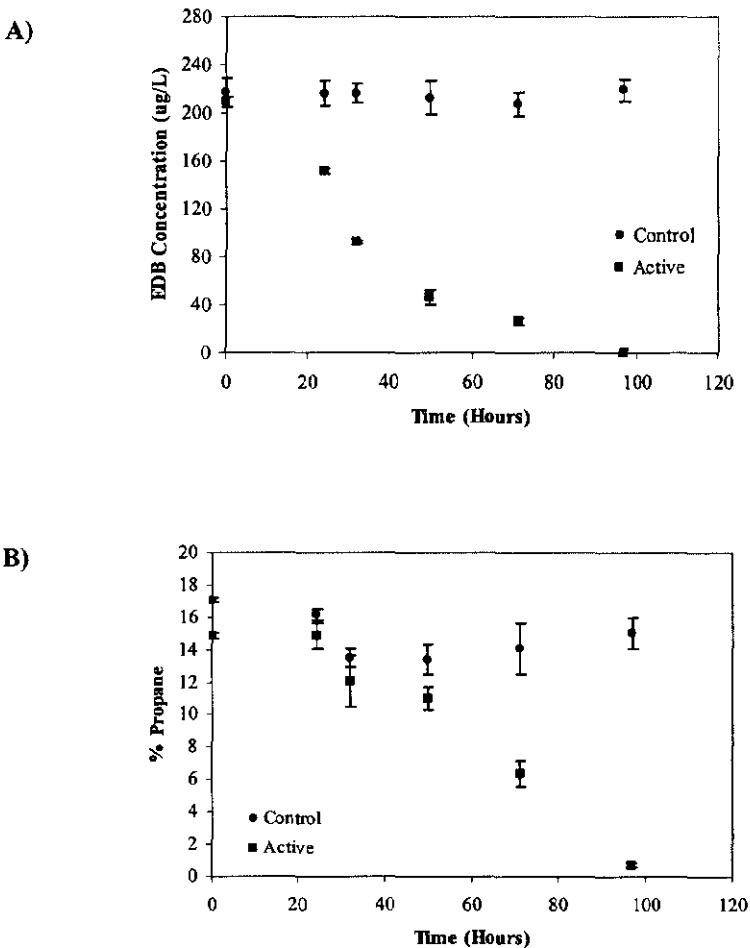 A)
280
240
200
160
120
80
40
0
EDB Concentration (ug/L)
Control
Active
0 20 40 60 80 100 120
Time (Hours)
B)
20
18
16
14
12
10
8
6
4
2
0
% Propane
Control
Active
0 20 40 60 80 100 120
Time (Hours)